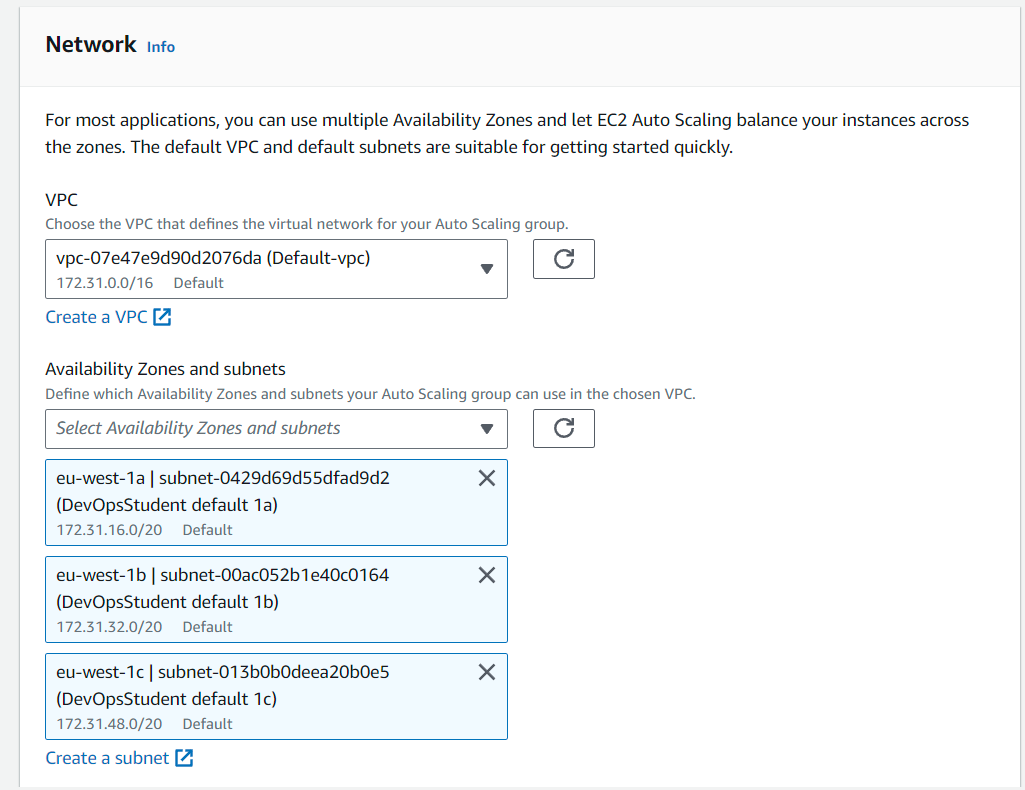 Network Info
For most applications, you can use multiple Availability Zones and let EC2 Auto Scaling balance your instances across
the zones. The default VPC and default subnets are suitable for getting started quickly.
VPC
Choose the VPC that defines the virtual network for your Auto Scaling group.
vpc-07e47e9d90d2076da (Default-vpc)
172.31.0.0/16 Default
Create a VPC
Availability Zones and subnets
Define which Availability Zones and subnets your Auto Scaling group can use in the chosen VPC.
Select Availability Zones and subnets
eu-west-1a | subnet-0429d69d55dfad9d2
(DevOpsStudent default 1a)
172.31.16.0/20 Default
eu-west-1b | subnet-00ac052b1e40c0164
(DevOpsStudent default 1b)
172.31.32.0/20 Default
eu-west-1c | subnet-013b0b0deea20b0e5
(DevOpsStudent default 1c)
172.31.48.0/20 Default
Create a subnet